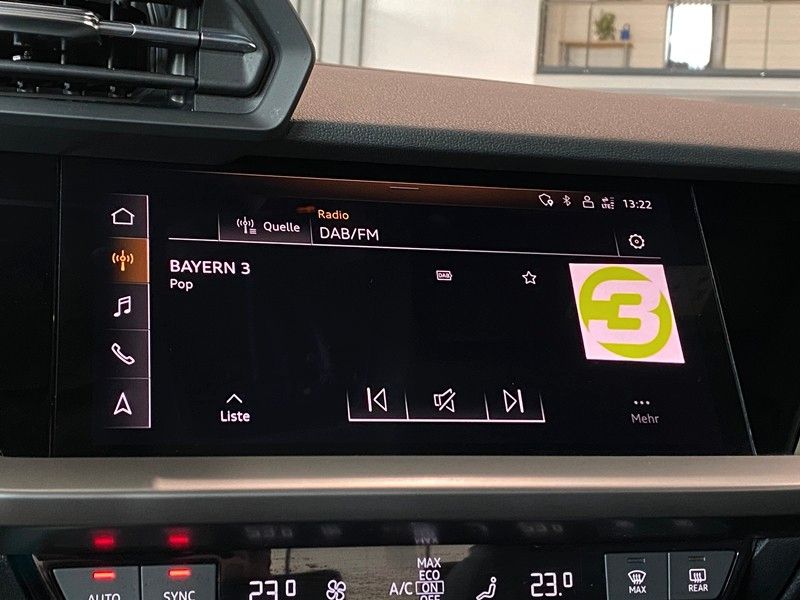 13:22
Quelle
Radio
DAB/FM
BAYERN 3
Pop
DAB
3
Liste
Mehr
AUTO
SYNC
23.0
MAX
ECO
A/C ON
OFF
23.0
MAX
REAR